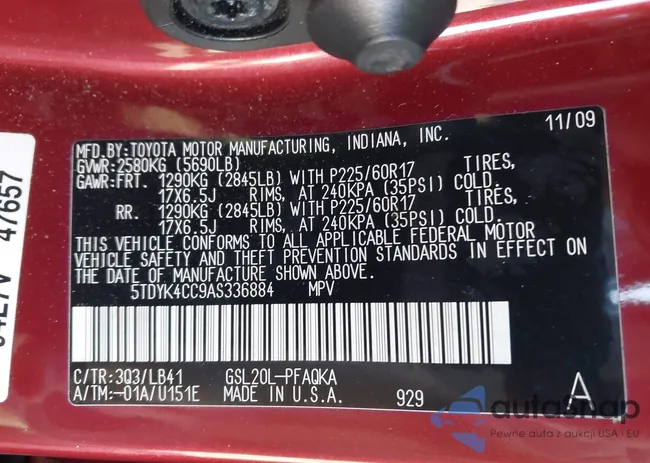 MFD.BY: TOYOTA MOTOR MANUFACTURING, INDIANA, INC. 11/09
GVWR: 2580KG (5690LB)
GAWR: FRT. 1290KG (2845LB) WITH P225/60R17 TIRES,
17X6.5J RIMS, AT 240KPA (35PSI) COLD.
RR. 1290KG (2845LB) WITH P225/60R17 TIRES,
17X6.5J RIMS, AT 240KPA (35PSI) COLD.
THIS VEHICLE CONFORMS TO ALL APPLICABLE FEDERAL MOTOR
VEHICLE SAFETY AND THEFT PREVENTION STANDARDS IN EFFECT ON
THE DATE OF MANUFACTURE SHOWN ABOVE.
5TDYK4CC9AS336884 MPV
C/TR: 3Q3/LB41 GSL20L-PFAQKA
A/TM:-01A/U151E MADE IN U.S.A. 929 A
47657
autoSnap
Pewne auta z aukcji USA i EU